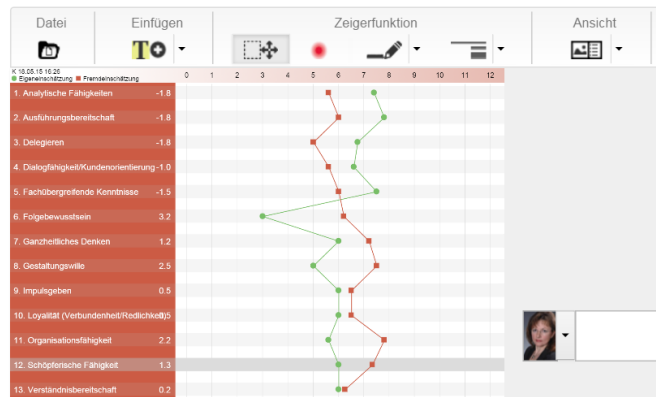 Datei Einfügen Zeigerfunktion Ansicht
T
K 18.05.15 16:26
Eigeneinschätzung Fremdeinschätzung
0 1 2 3 4 5 6 7 8 9 10 11 12
1. Analytische Fähigkeiten -1.8
2. Ausführungsbereitschaft -1.8
3. Delegieren -1.8
4. Dialogfähigkeit/Kundenorientierung -1.0
5. Fachübergreifende Kenntnisse -1.5
6. Folgebewusstsein 3.2
7. Ganzheitliches Denken 1.2
8. Gestaltungswille 2.5
9. Impulsgeben 0.5
10. Loyalität (Verbundenheit/Redlichkeit) 0.5
11. Organisationsfähigkeit 2.2
12. Schöpferische Fähigkeit 1.3
13. Verständnisbereitschaft 0.2